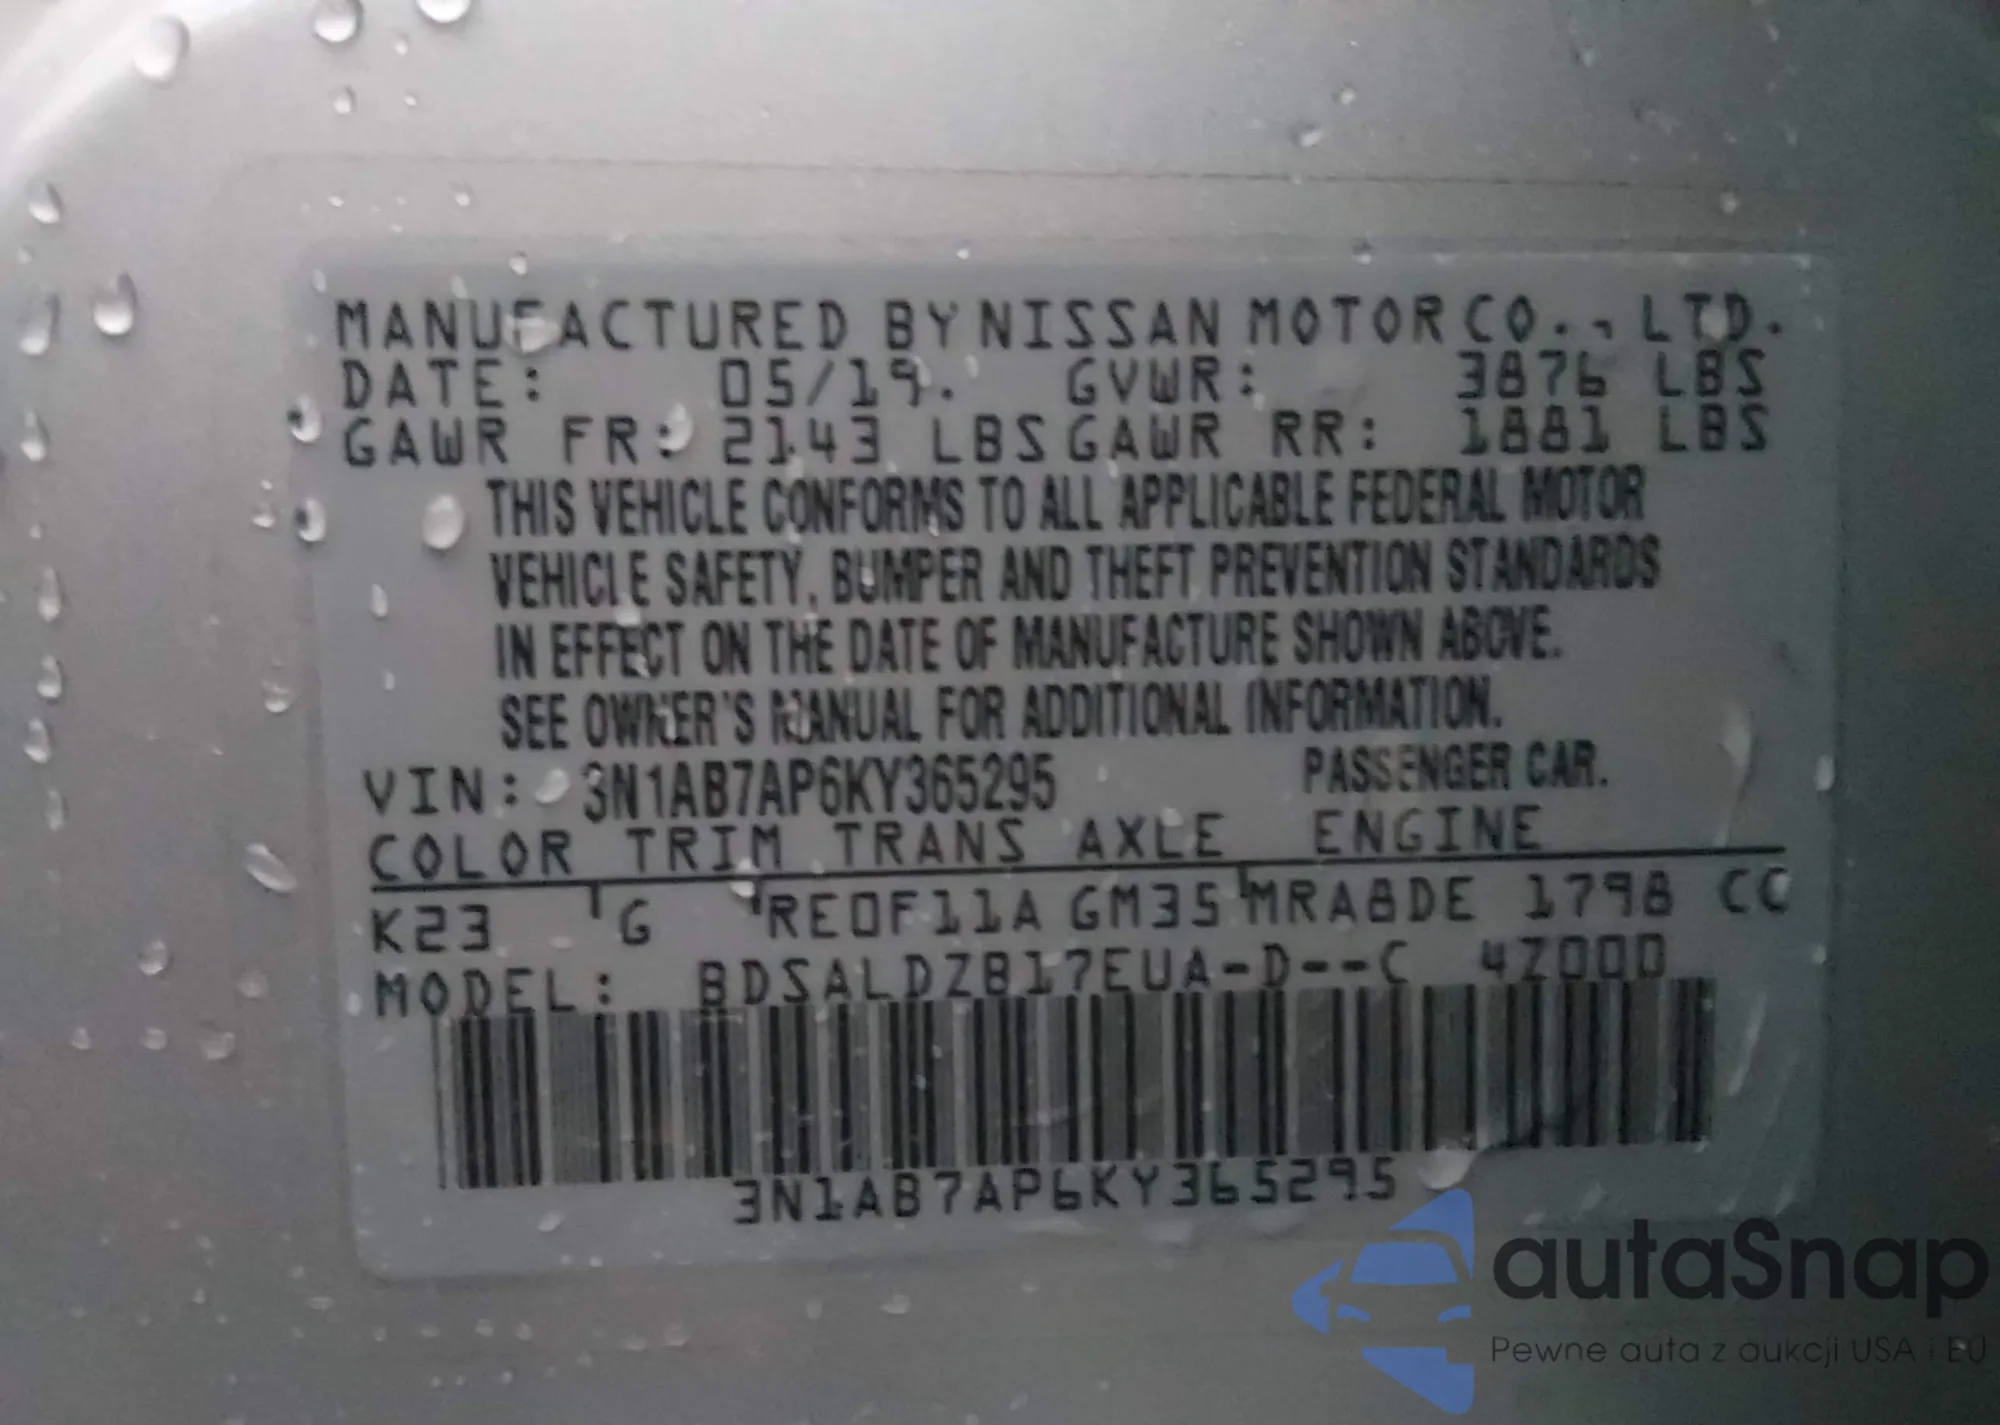 MANUFACTURED BY NISSAN MOTOR CO., LTD.
DATE: 05/19. GVWR: 3876 LBS
GAWR FR: 2143 LBS GAWR RR: 1881 LBS
THIS VEHICLE CONFORMS TO ALL APPLICABLE FEDERAL MOTOR
VEHICLE SAFETY, BUMPER AND THEFT PREVENTION STANDARDS
IN EFFECT ON THE DATE OF MANUFACTURE SHOWN ABOVE.
SEE OWNER'S MANUAL FOR ADDITIONAL INFORMATION.
VIN: 3N1AB7AP6KY365295 PASSENGER CAR.
COLOR TRIM TRANS AXLE ENGINE
K23 G RE0F11A GM35 MRA8DE 1798 CC
MODEL: BDSALDZB17EUA-D--C 4Z000
3N1AB7AP6KY365295
autaSnap
Pewne auta z aukcji USA i EU